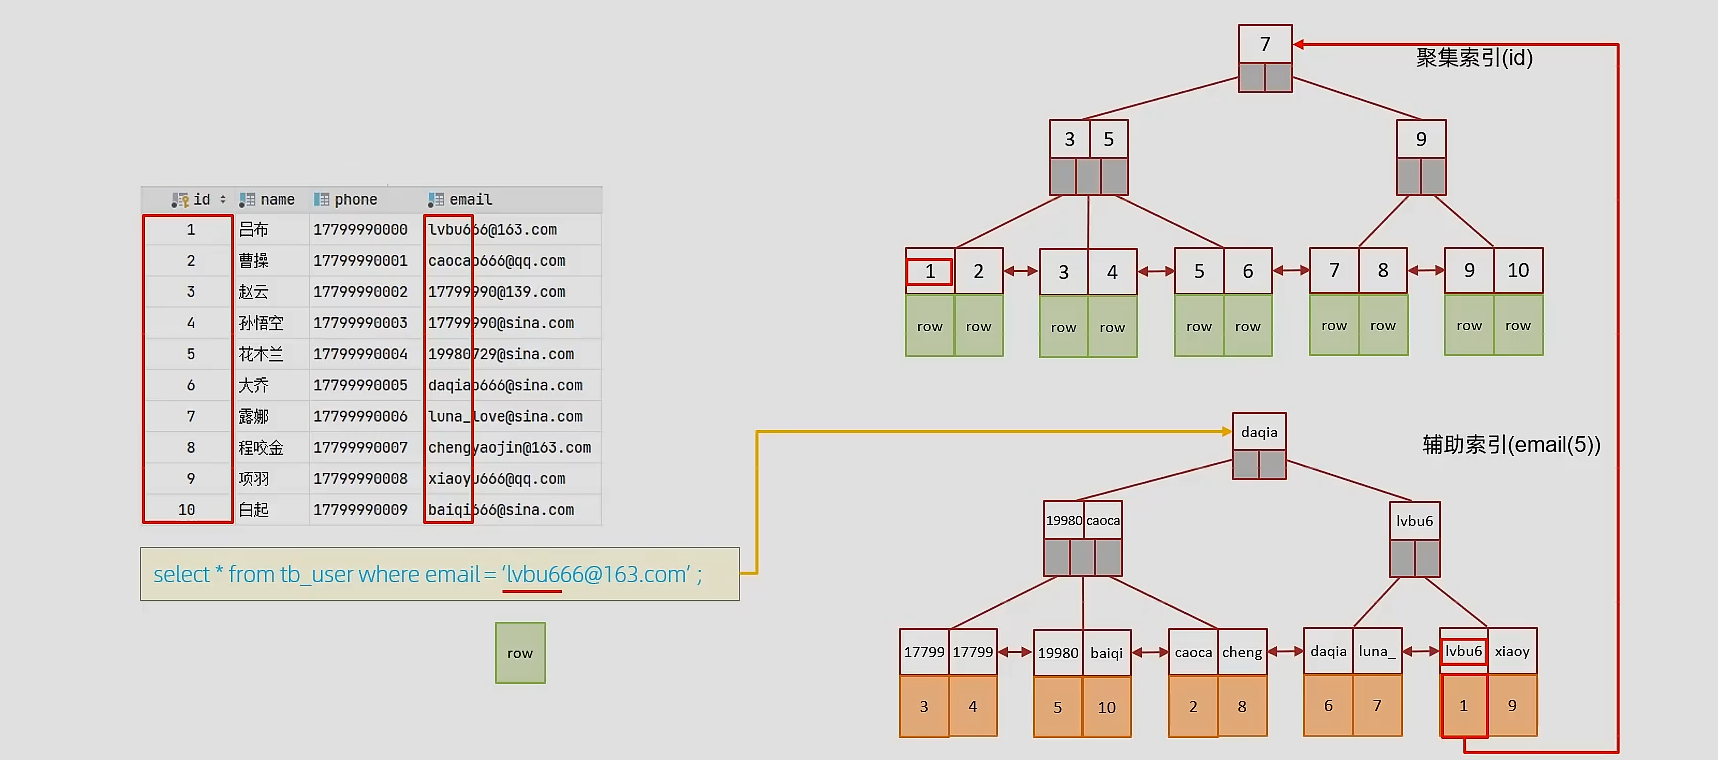 7
聚集索引(id)
3 5
9
1 2 3 4 5 6 7 8 9 10
row row row row row row row row row row
id name phone email
1 吕布 17799990000 lvbu666@163.com
2 曹操 17799990001 caocao666@qq.com
3 赵云 17799990002 17799990@139.com
4 孙悟空 17799990003 17799990@sina.com
5 花木兰 17799990004 19980729@sina.com
6 大乔 17799990005 daqiao666@sina.com
7 露娜 17799990006 luna_love@sina.com
8 程咬金 17799990007 chengyaojin@163.com
9 项羽 17799990008 xiaoyu666@qq.com
10 白起 17799990009 baiqi666@sina.com
select * from tb_user where email = ‘lvbu666@163.com’ ;
row
daqia
辅助索引(email(5))
19980 caoca
lvbu6
17799 17799 19980 baiqi caoca cheng daqia luna_ lvbu6 xiaoy
3 4 5 10 2 8 6 7 1 9